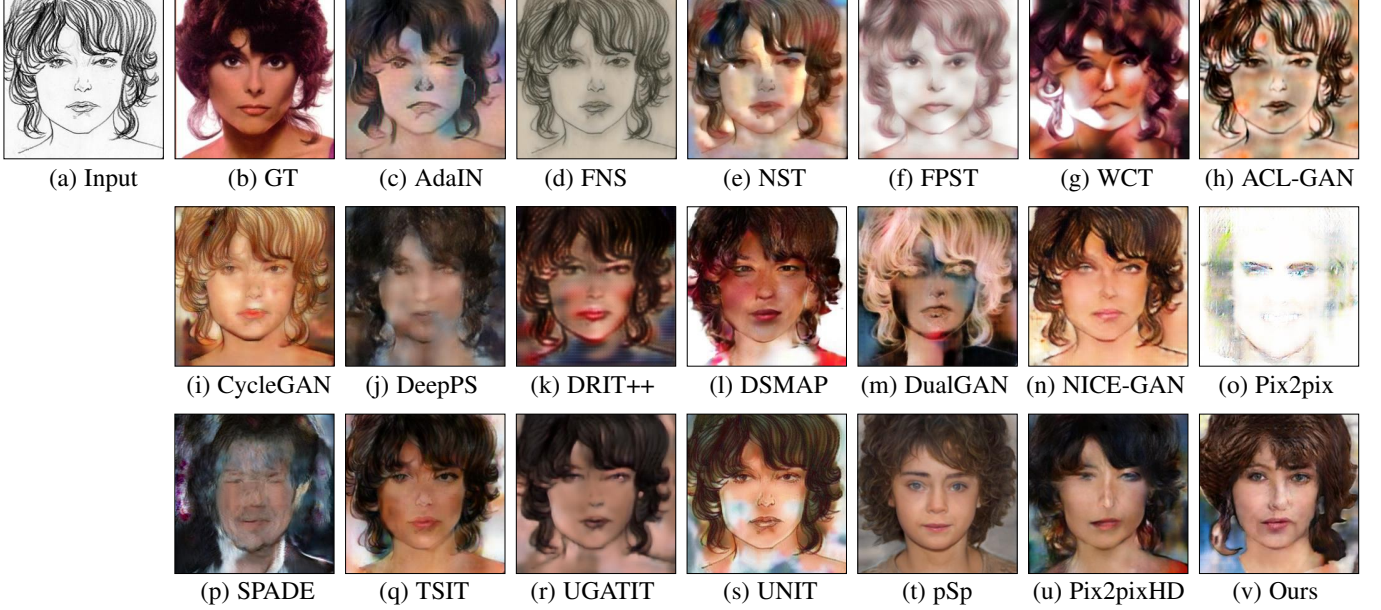 (a) Input (b) GT (c) AdaIN (d) FNS (e) NST (f) FPST (g) WCT (h) ACL-GAN
(i) CycleGAN (j) DeepPS (k) DRIT++ (l) DSMAP (m) DualGAN (n) NICE-GAN (o) Pix2pix
(p) SPADE (q) TSIT (r) UGATIT (s) UNIT (t) pSp (u) Pix2pixHD (v) Ours